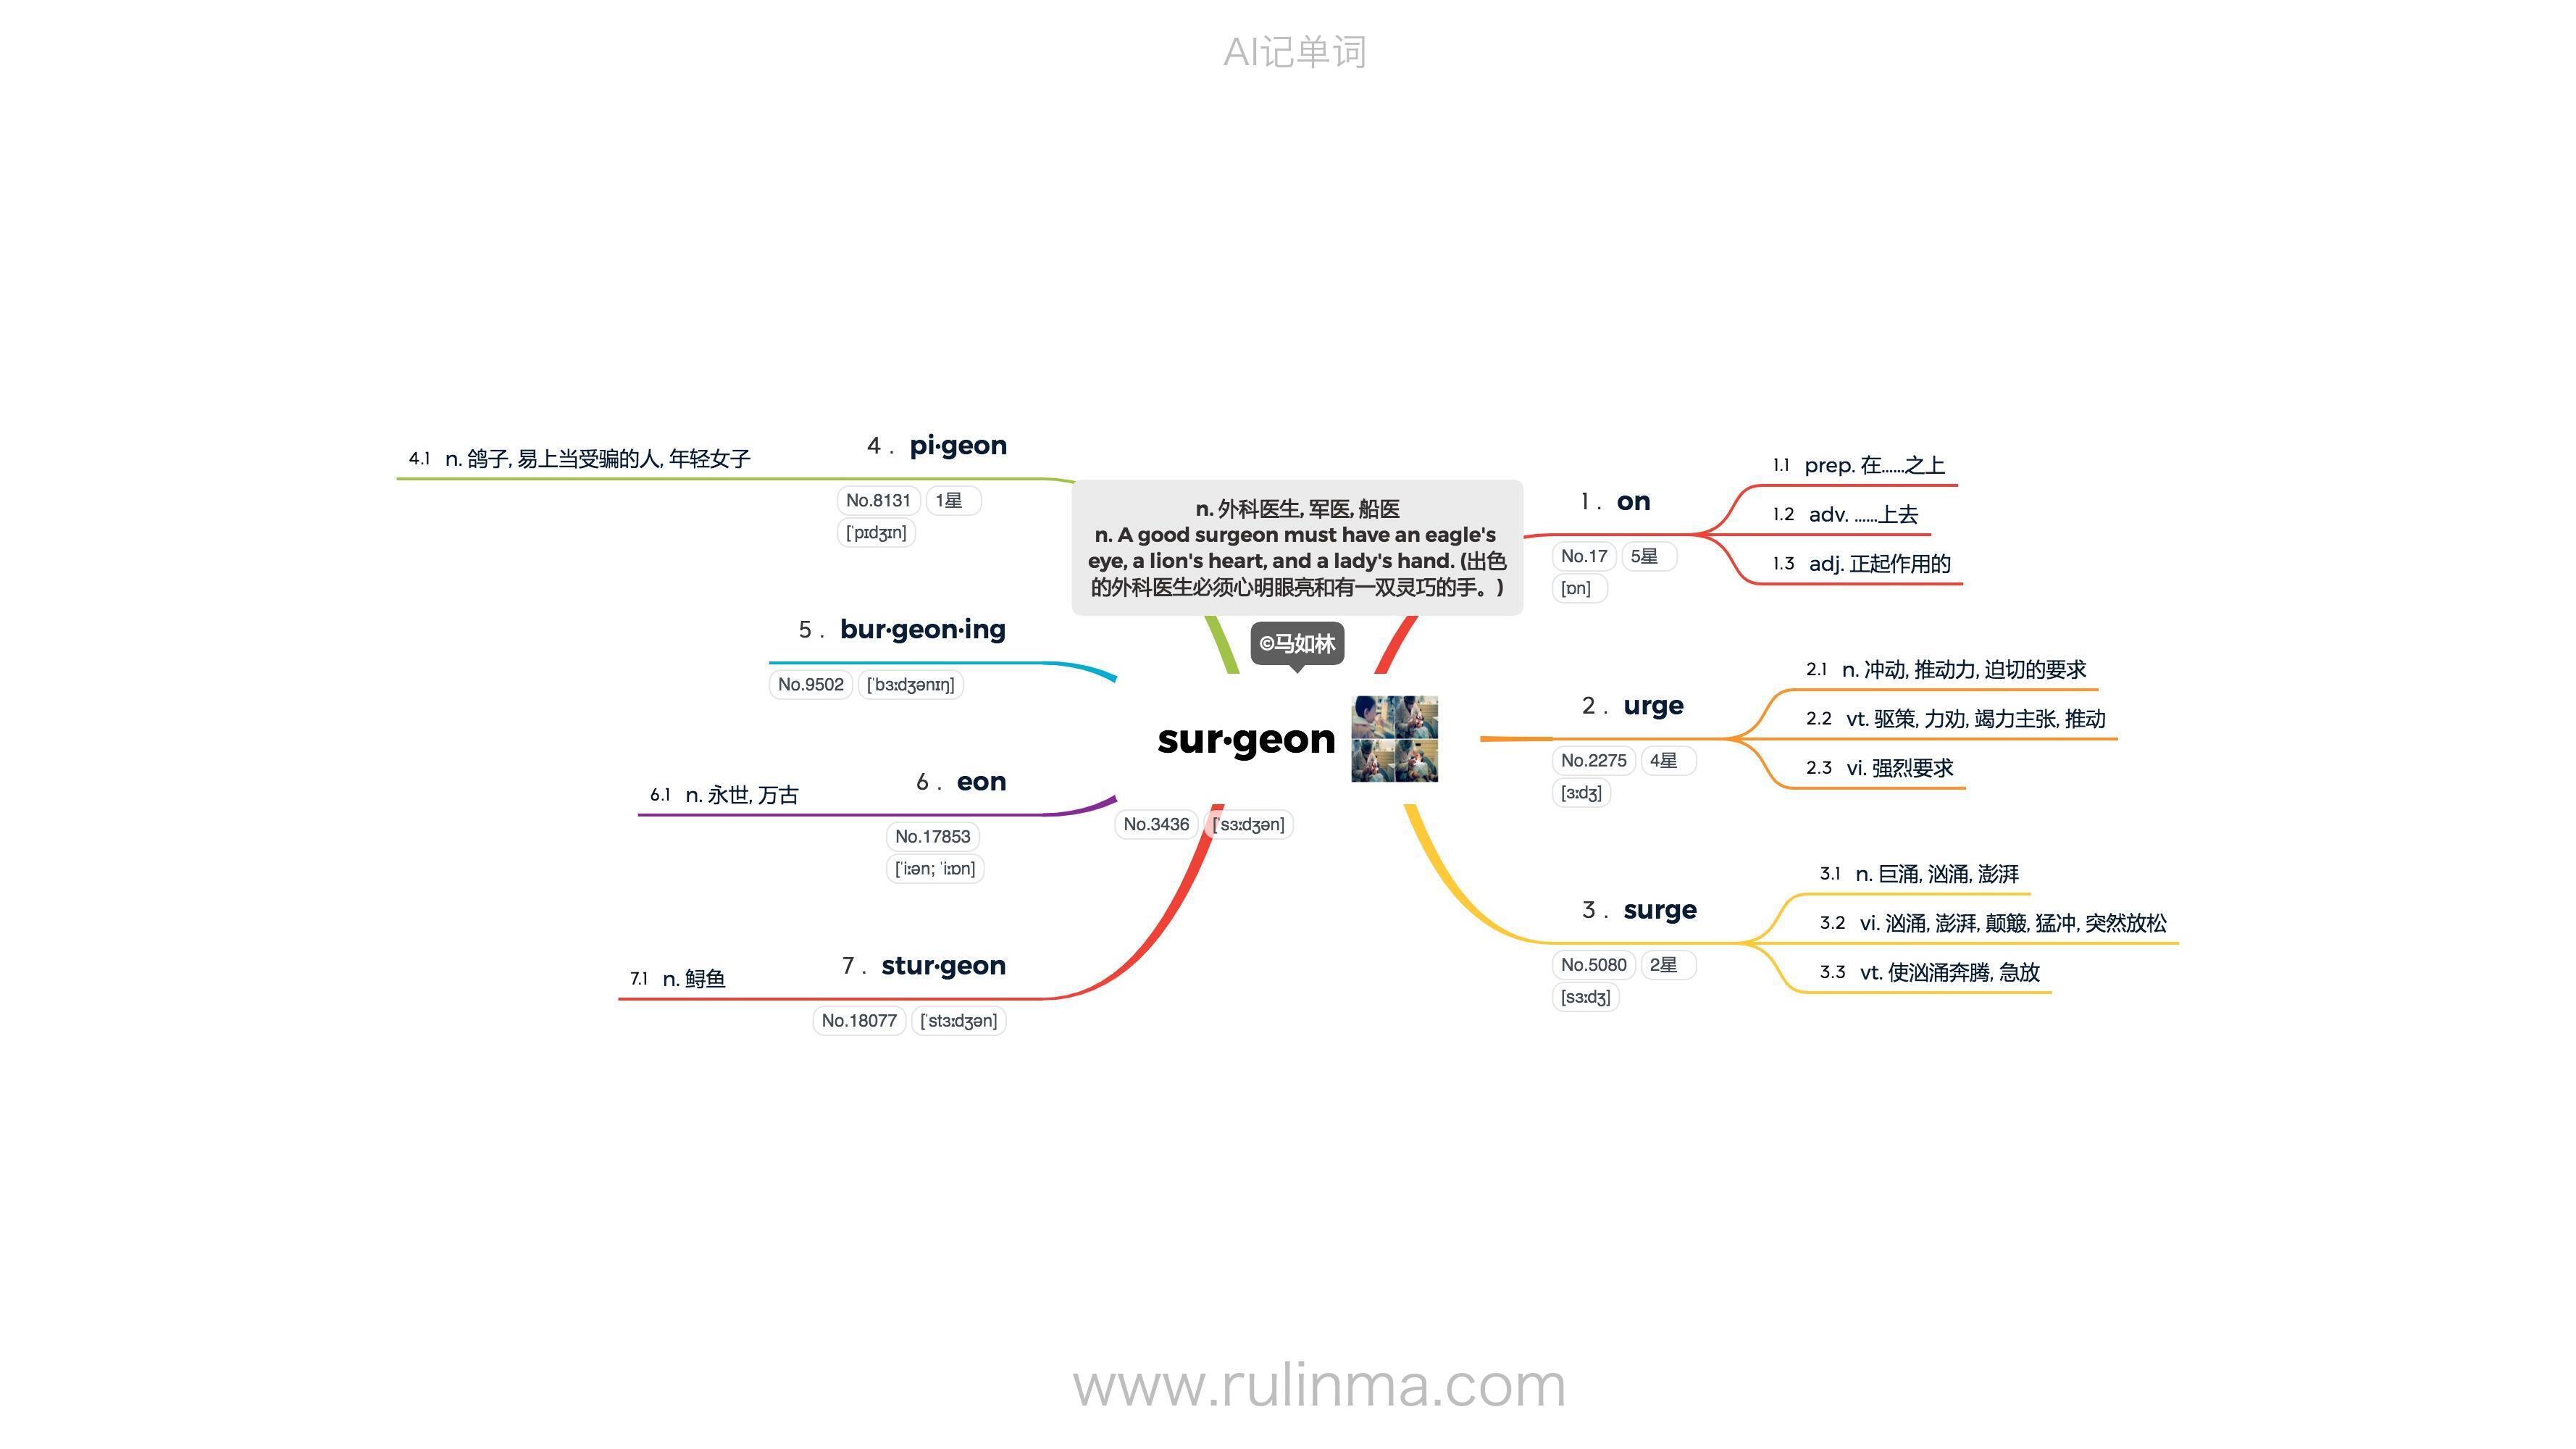 AI记单词
n. 外科医生, 军医, 船医
n. A good surgeon must have an eagle's
eye, a lion's heart, and a lady's hand. (出色
的外科医生必须心明眼亮和有一双灵巧的手。)
©马如林
sur·geon
No.3436 [ˈsɜːdʒən]
1 . on
No.17 5星
[ɒn]
1.1 prep. 在......之上
1.2 adv. ......上去
1.3 adj. 正起作用的
2 . urge
No.2275 4星
[ɜːdʒ]
2.1 n. 冲动, 推动力, 迫切的要求
2.2 vt. 驱策, 力劝, 竭力主张, 推动
2.3 vi. 强烈要求
3 . surge
No.5080 2星
[sɜːdʒ]
3.1 n. 巨涌, 汹涌, 澎湃
3.2 vi. 汹涌, 澎湃, 颠簸, 猛冲, 突然放松
3.3 vt. 使汹涌奔腾, 急放
4 . pi·geon
No.8131 1星
[ˈpɪdʒɪn]
4.1 n. 鸽子, 易上当受骗的人, 年轻女子
5 . bur·geon·ing
No.9502 [ˈbɜːdʒənɪŋ]
6 . eon
No.17853
[ˈiːən; ˈiːɒn]
6.1 n. 永世, 万古
7 . stur·geon
No.18077 [ˈstɜːdʒən]
7.1 n. 鲟鱼
www.rulinma.com